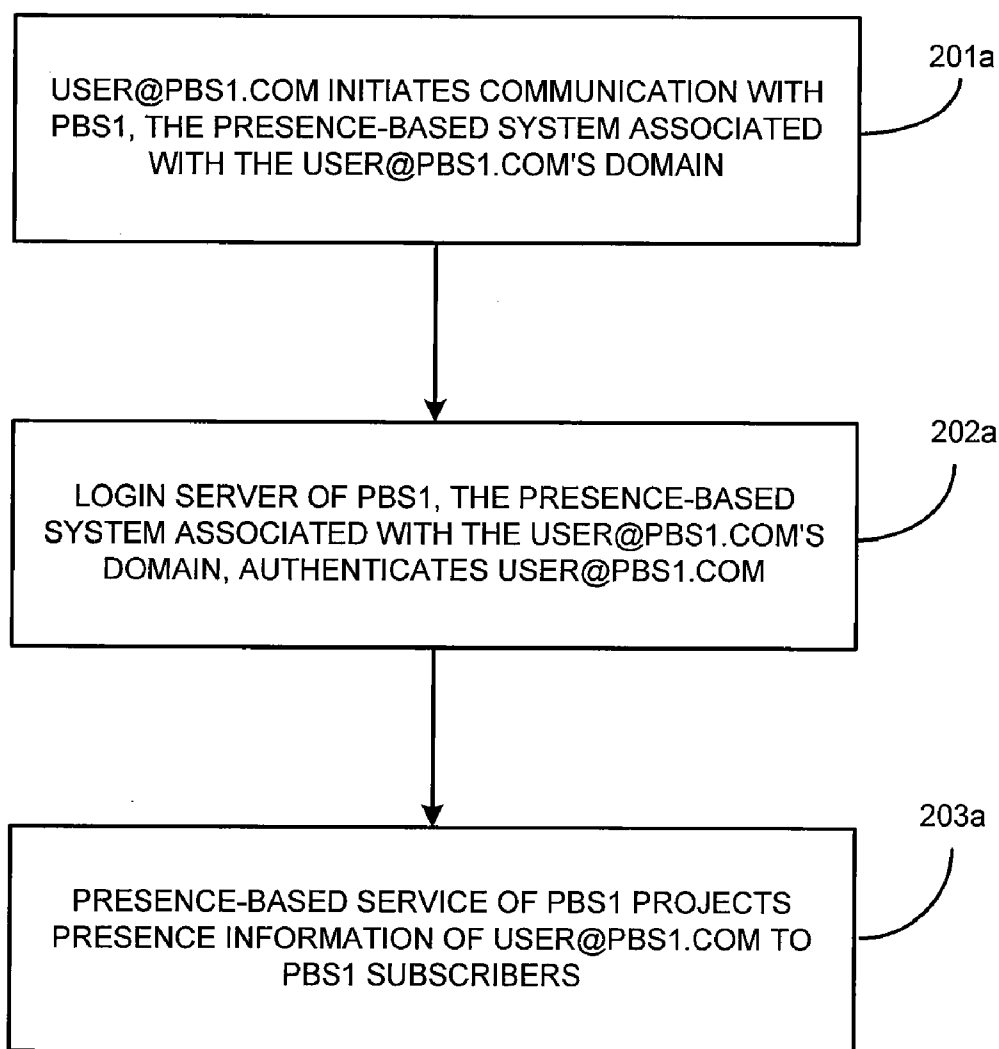 USER@PBS1.COM INITIATES COMMUNICATION WITH
PBS1, THE PRESENCE-BASED SYSTEM ASSOCIATED
WITH THE USER@PBS1.COM'S DOMAIN
201a
LOGIN SERVER OF PBS1, THE PRESENCE-BASED
SYSTEM ASSOCIATED WITH THE USER@PBS1.COM'S
DOMAIN, AUTHENTICATES USER@PBS1.COM
202a
PRESENCE-BASED SERVICE OF PBS1 PROJECTS
PRESENCE INFORMATION OF USER@PBS1.COM TO
PBS1 SUBSCRIBERS
203a